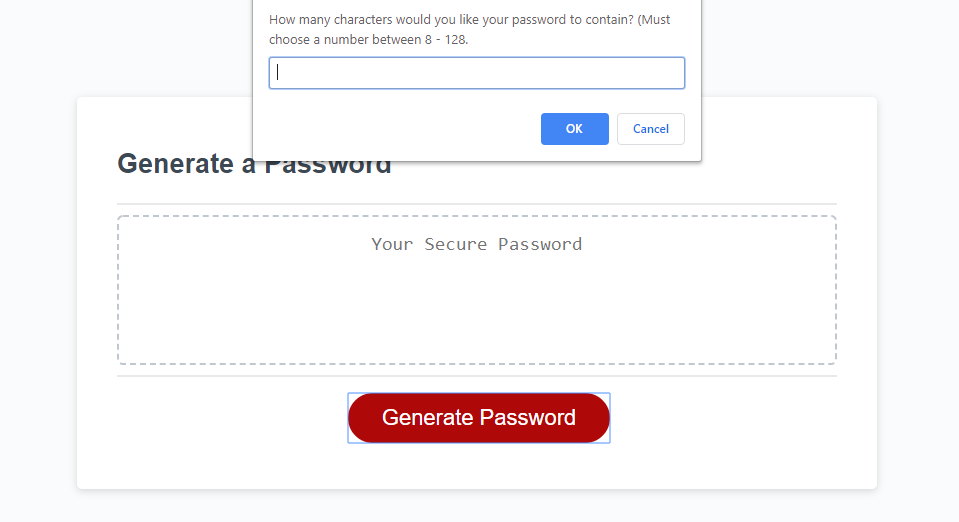 How many characters would you like your password to contain? (Must
choose a number between 8 - 128.
OK
Cancel
Generate a Password
Your Secure Password
Generate Password